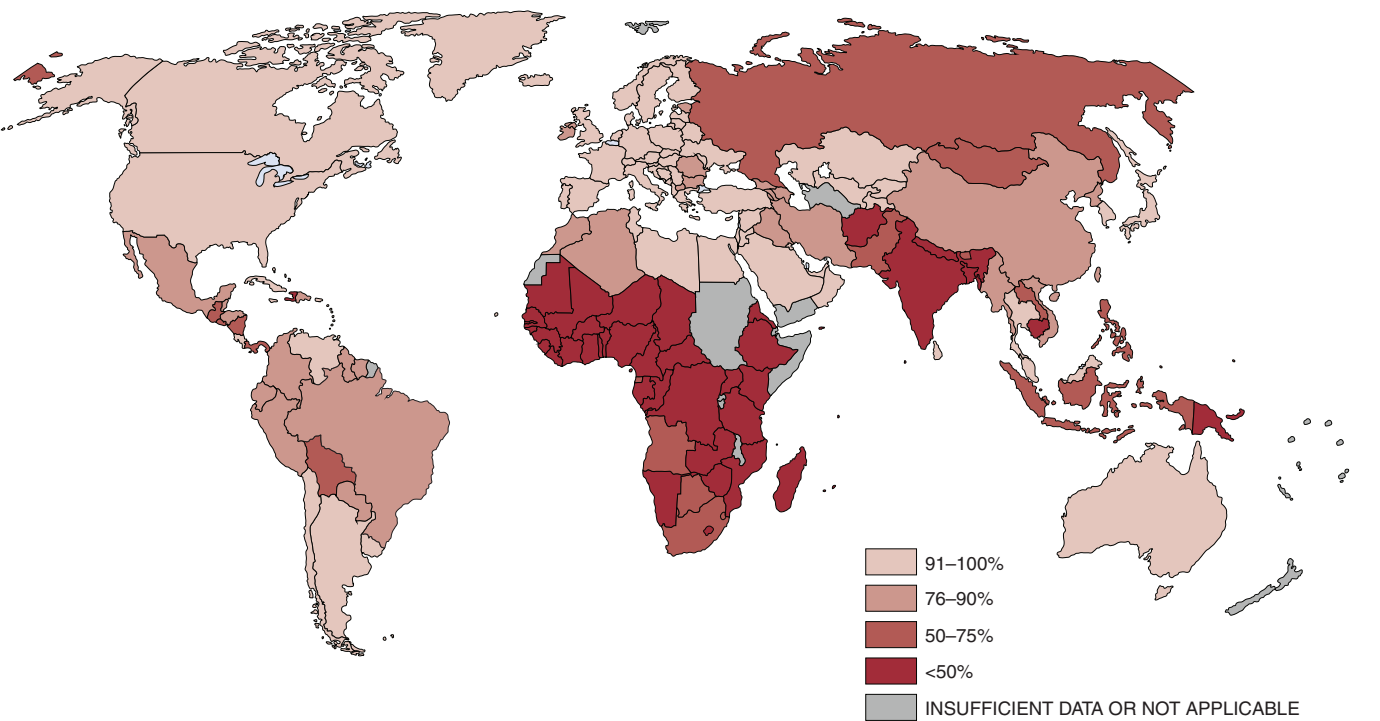 91–100%
76–90%
50–75%
<50%
INSUFFICIENT DATA OR NOT APPLICABLE